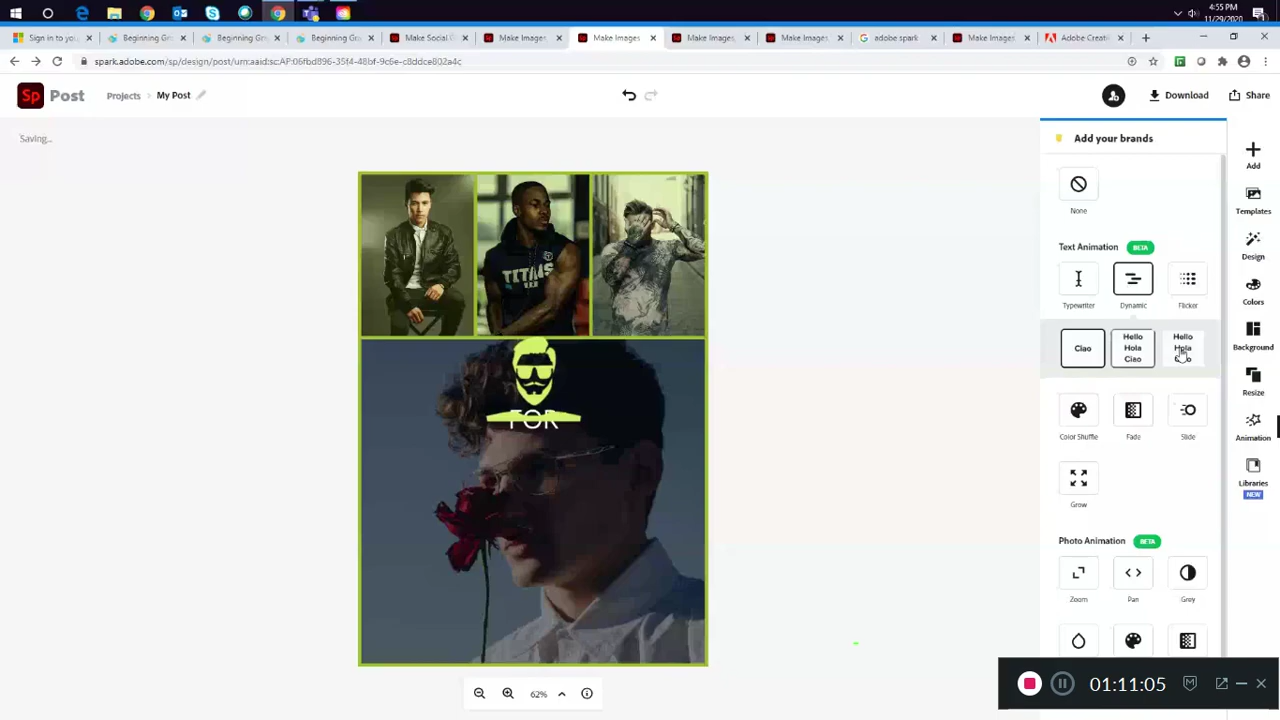 4:55 PM
11/29/2020
Sign in to you
Beginning Gr
Beginning Gr
Beginning Gr
Make Social
Make Images
Make Images
Make Images
Make Images
adobe spark
Make Images
Adobe Creati
spark.adobe.com/sp/design/post/urn:aaid:sc:AP:06fbd896-35f4-48bf-9c6e-c8ddce802a4c
Sp Post Projects > My Post
Download
Share
Saving...
Add your brands
None
Text Animation BETA
Typewriter Dynamic Flicker
Ciao
Hello
Hola
Ciao
Hello
Hola
Color Shuffle Fade Slide
Grow
Photo Animation BETA
Zoom Pan Grey
Add
Templates
Design
Colors
Background
Resize
Animation
Libraries
NEW
TITANS
FOR
62%
01:11:05